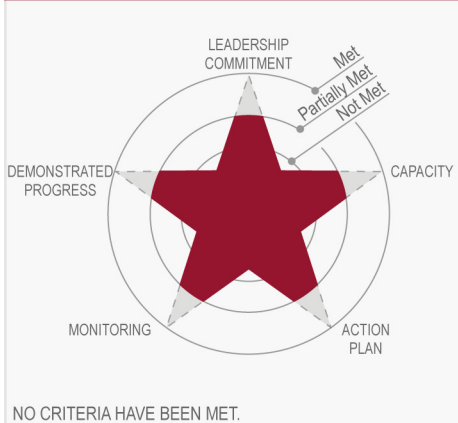 LEADERSHIP
COMMITMENT
Met
Partially Met
Not Met
DEMONSTRATED
PROGRESS
CAPACITY
MONITORING
ACTION
PLAN
NO CRITERIA HAVE BEEN MET.